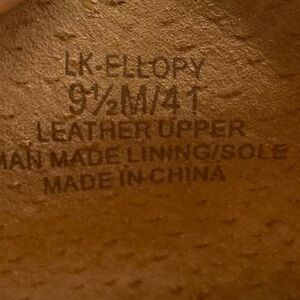 LK-ELLOPY
9½M/41
LEATHER UPPER
MAN MADE LINING/SOLE
MADE IN CHINA